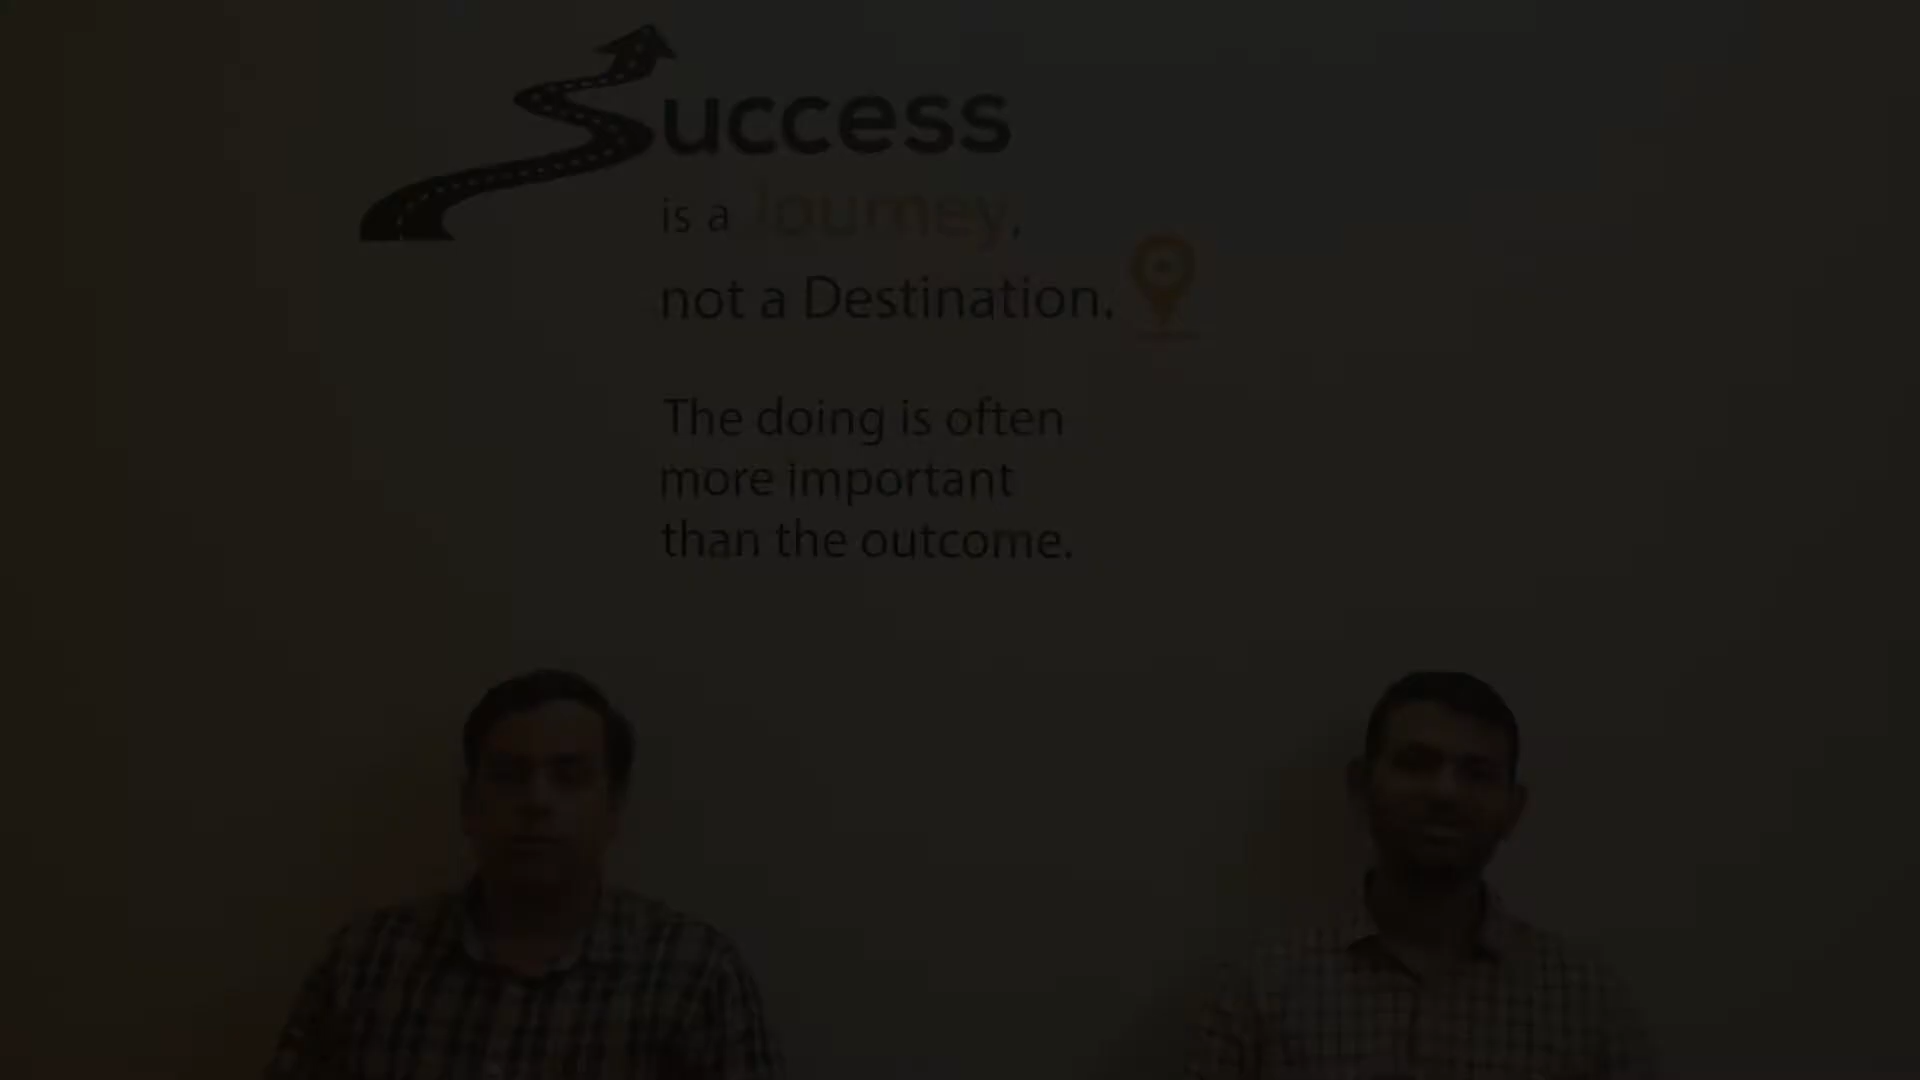 Success
is a Journey,
not a Destination.
The doing is often
more important
than the outcome.